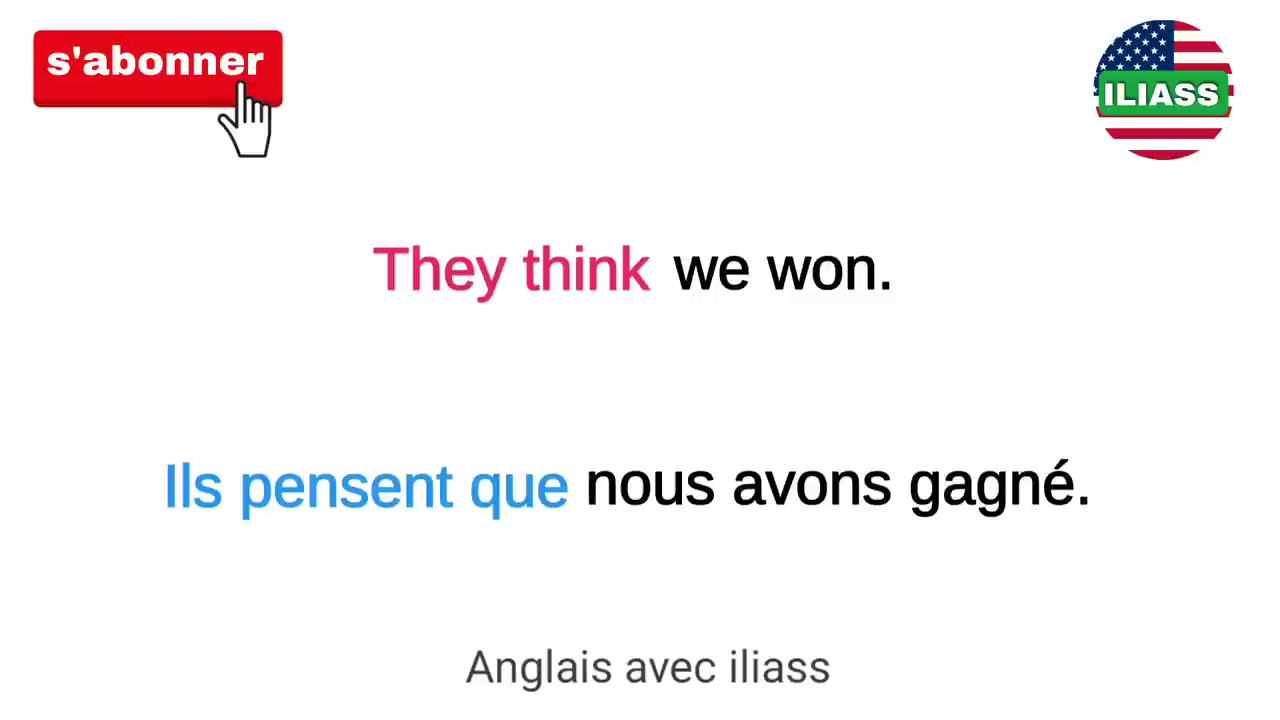 s'abonner
ILIASS
They think we won.
Ils pensent que nous avons gagné.
Anglais avec iliass